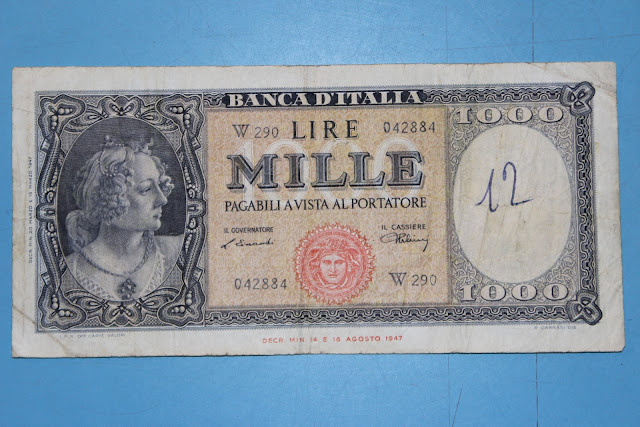 BANCA D'ITALIA
W 290 LIRE 042884
1000
MILLE
PAGABILI A VISTA AL PORTATORE
IL GOVERNATORE
IL CASSIERE
042884 W 290
1000
12
1000
DECR. MIN. 14 E 18 AGOSTO 1947